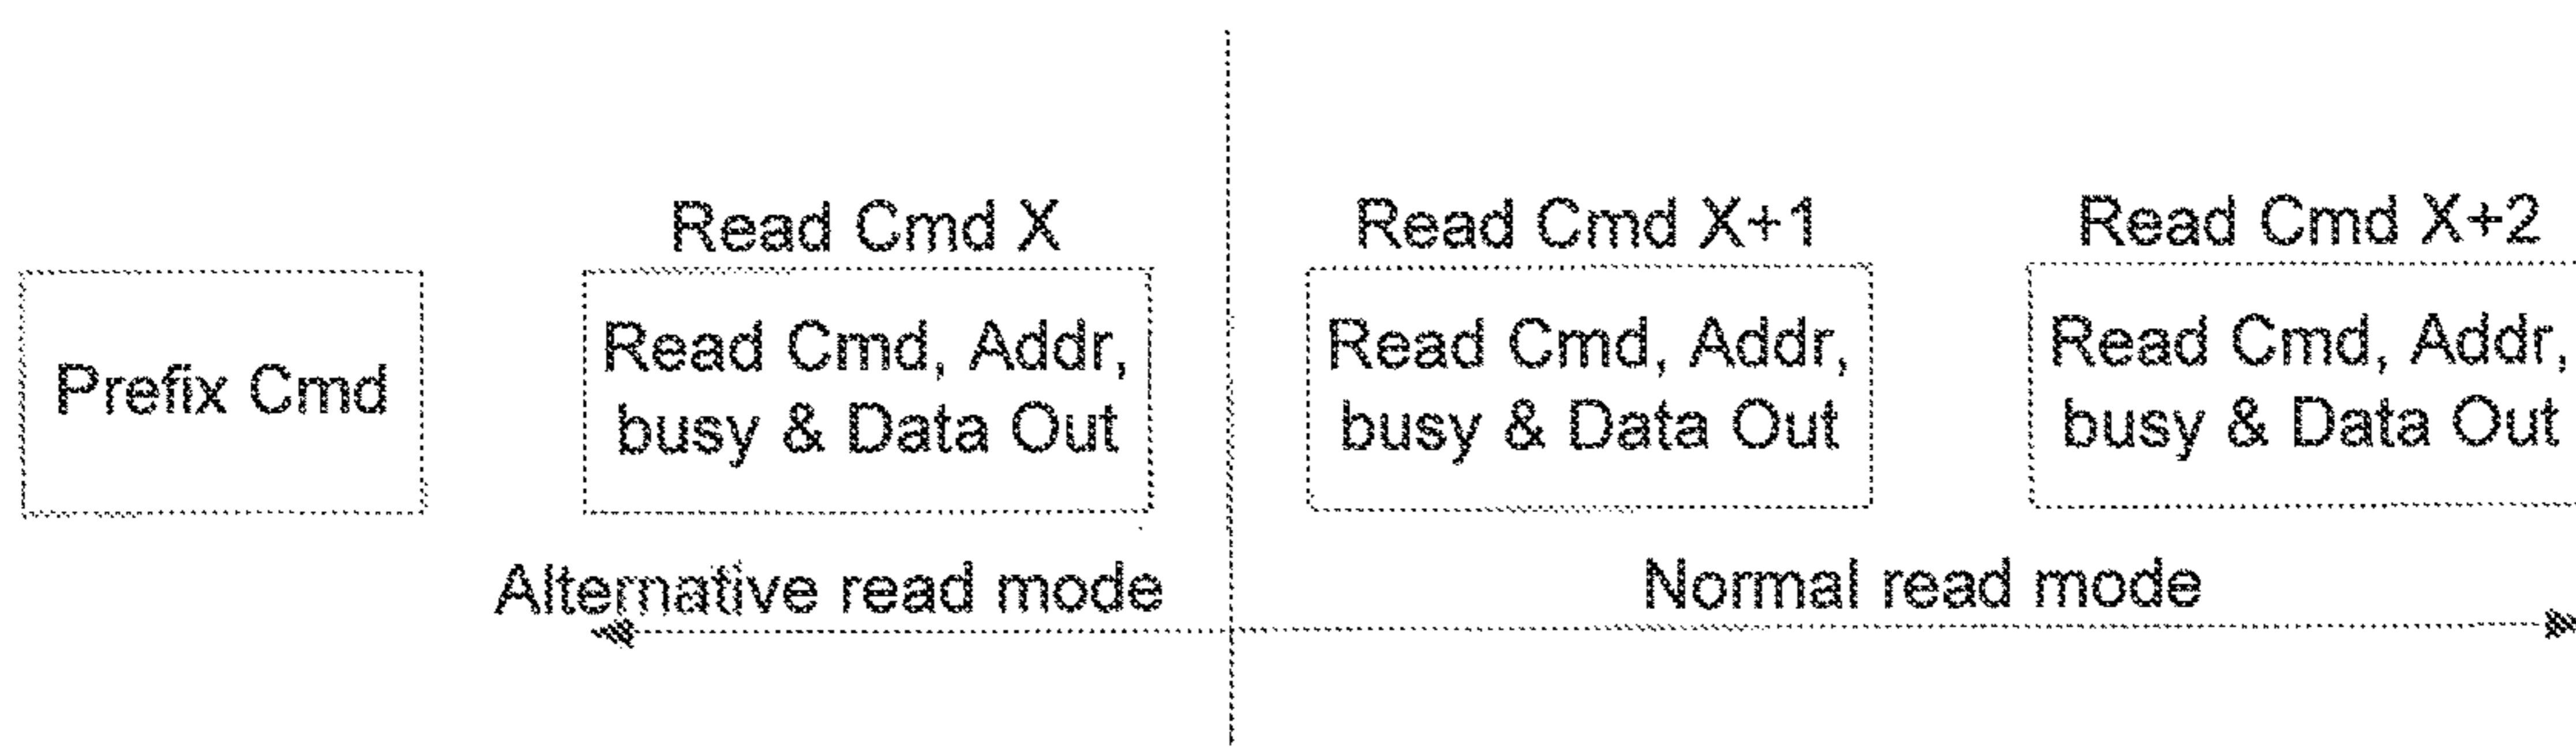 Read Cmd X
Read Cmd X+1
Read Cmd X+2
Prefix Cmd
Read Cmd, Addr,
busy & Data Out
Read Cmd, Addr,
busy & Data Out
Read Cmd, Addr,
busy & Data Out
Alternative read mode
Normal read mode